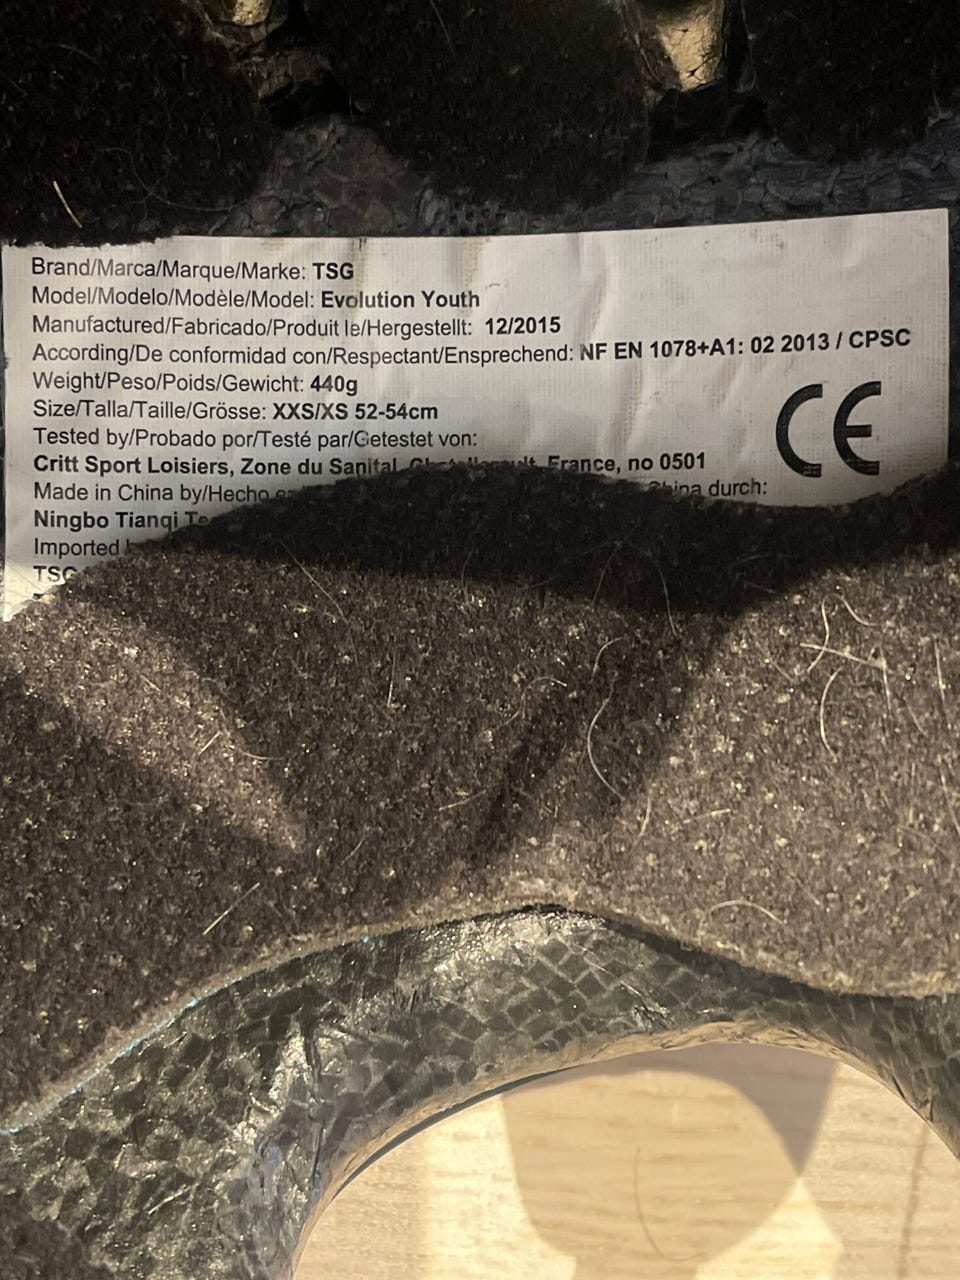 Brand/Marca/Marque/Marke: TSG
Model/Modelo/Modèle/Model: Evolution Youth
Manufactured/Fabricado/Produit le/Hergestellt: 12/2015
According/De conformidad con/Respectant/Ensprechend: NF EN 1078+A1: 02 2013 / CPSC
Weight/Peso/Poids/Gewicht: 440g
Size/Talla/Taille/Grösse: XXS/XS 52-54cm
Tested by/Probado por/Testé par/Getestet von:
Critt Sport Loisiers, Zone du Sanital, France, no 0501
Made in China by/Hecho China durch:
Ningbo Tianqi
Imported
TSG
CE